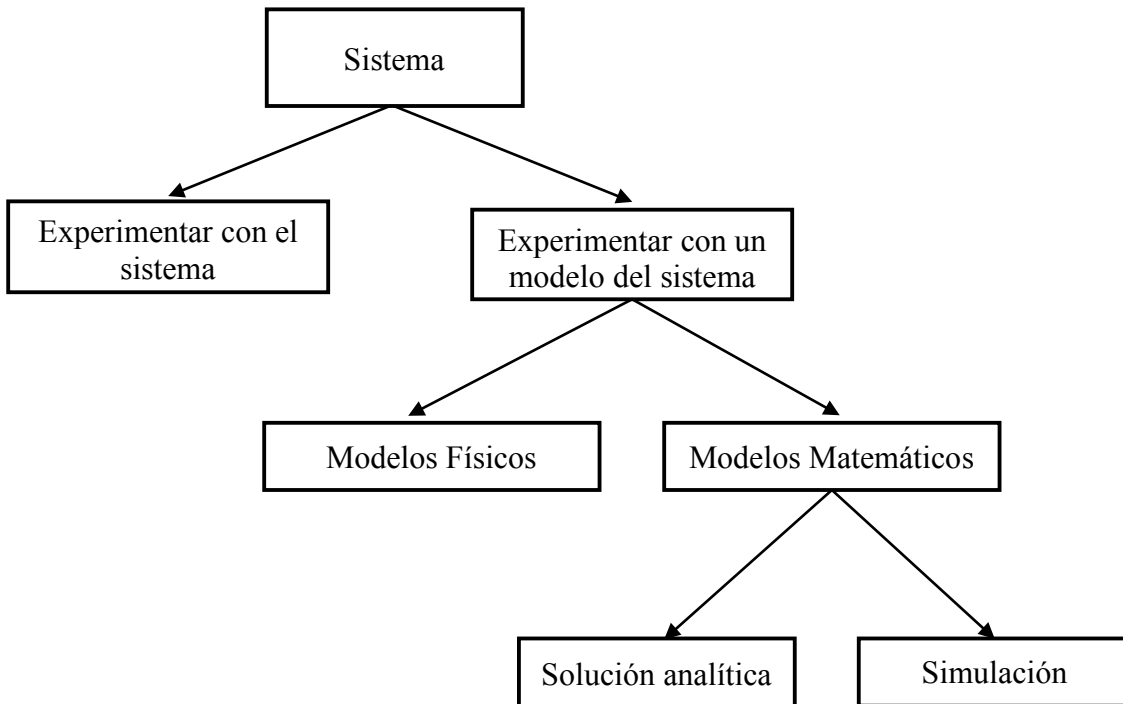 Sistema
Experimentar con el
sistema
Experimentar con un
modelo del sistema
Modelos Físicos
Modelos Matemáticos
Solución analítica
Simulación